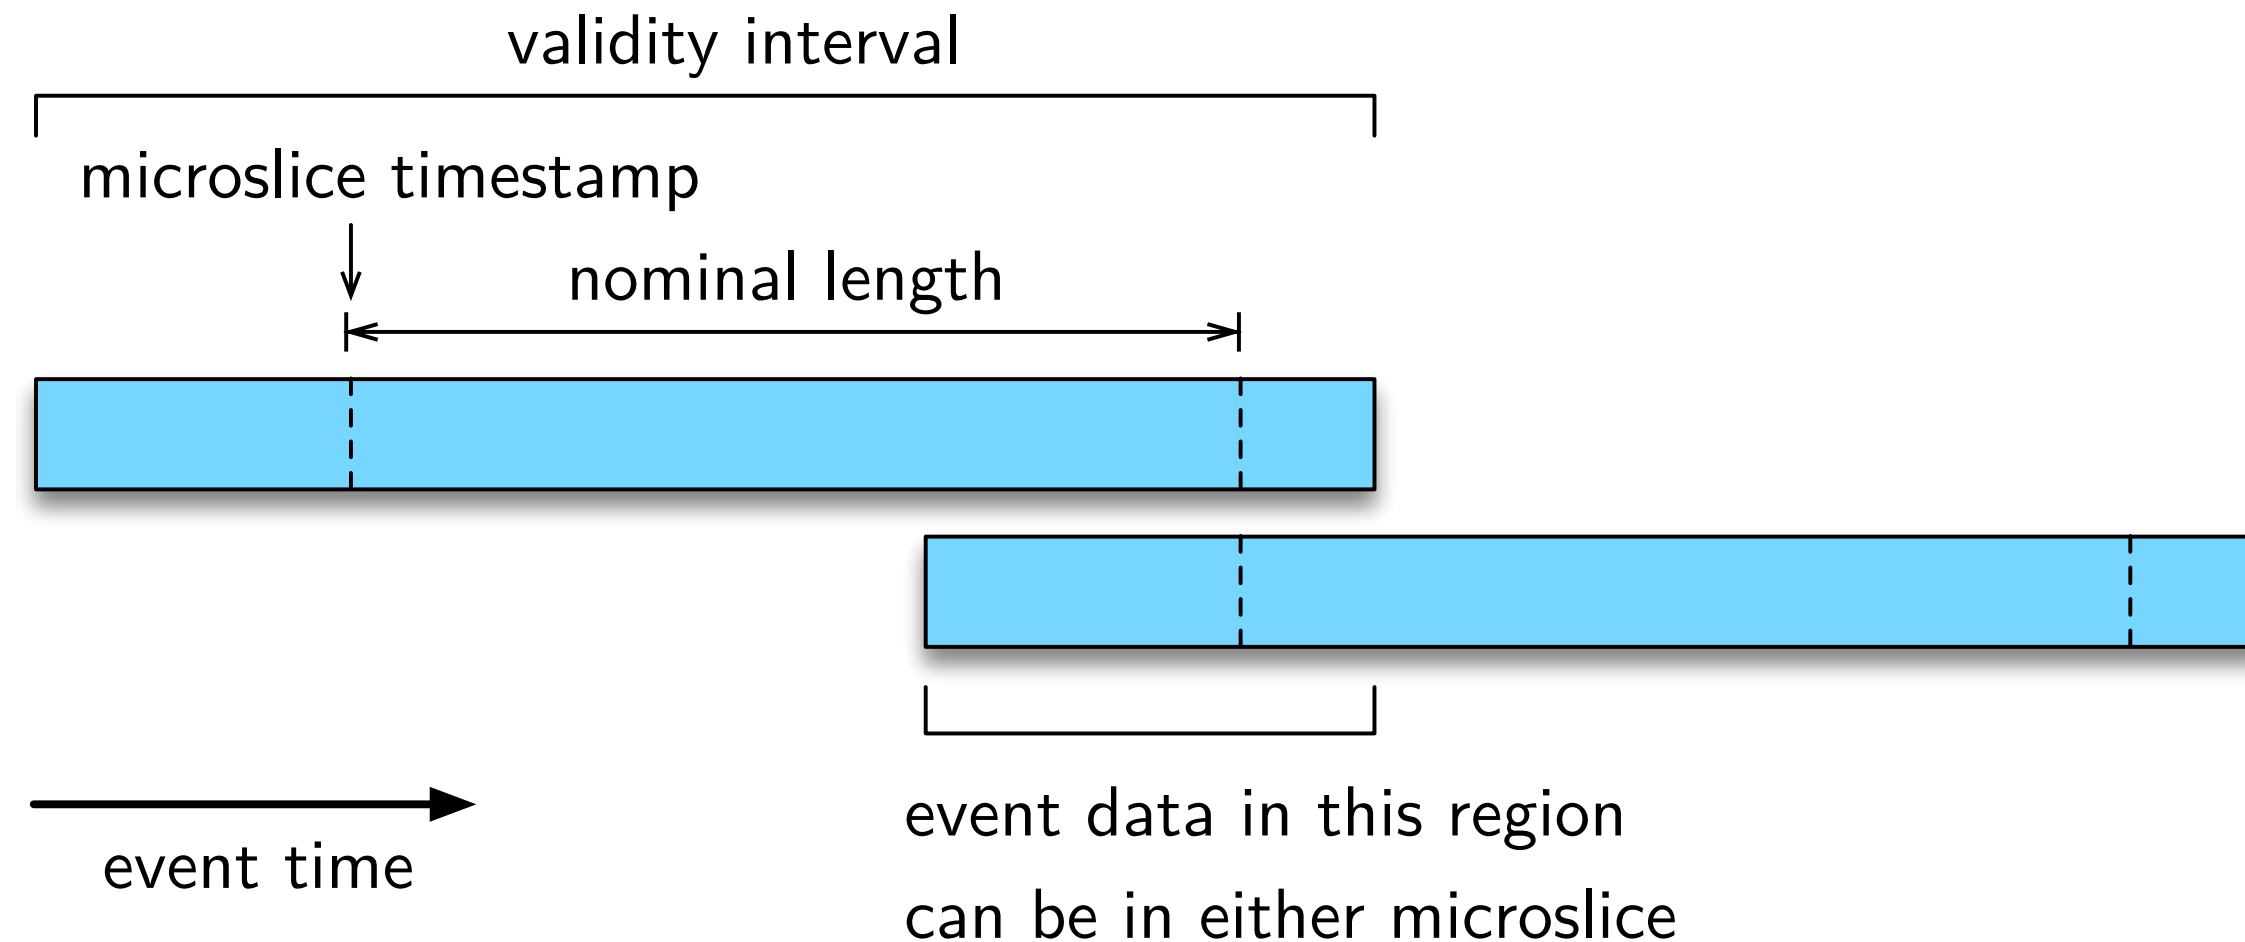 validity interval
microslice timestamp
nominal length
event data in this region
can be in either microslice
event time